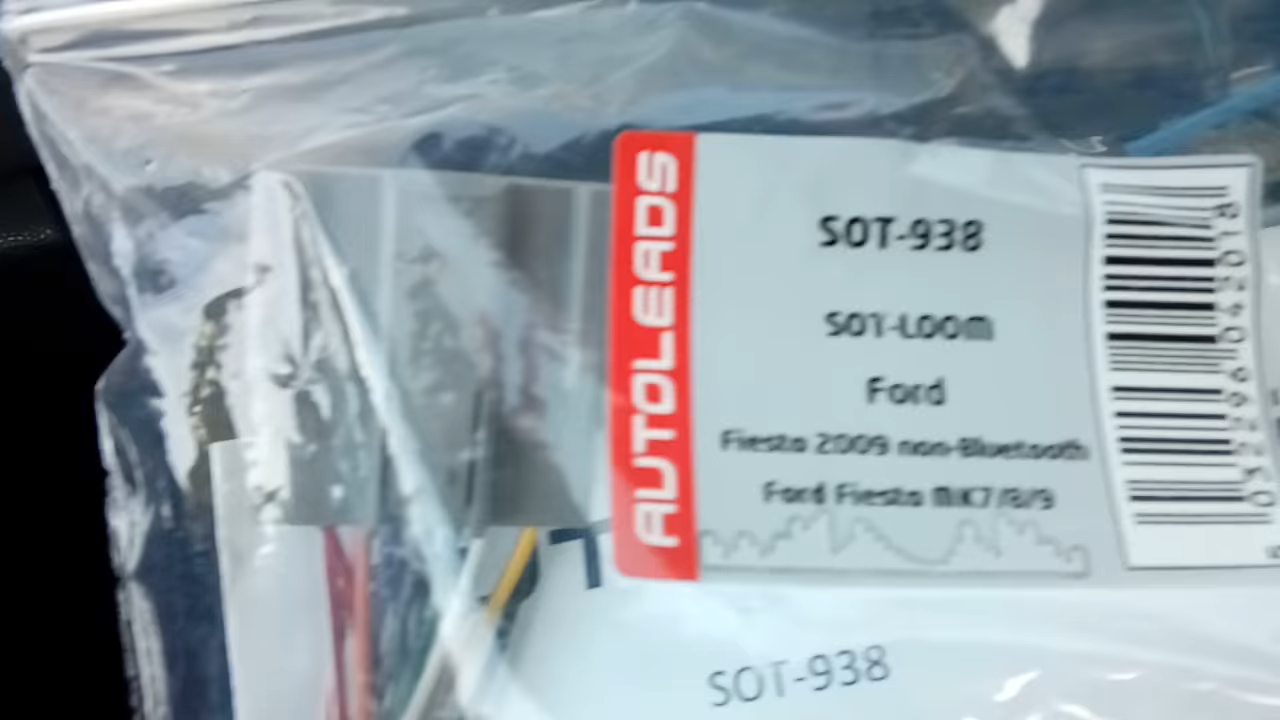 AUTOLEADS
SOT-938
SOT-LOOM
Ford
Fiesta 2009 non-Bluetooth
Ford Fiesta MK7/8/9
SOT-938